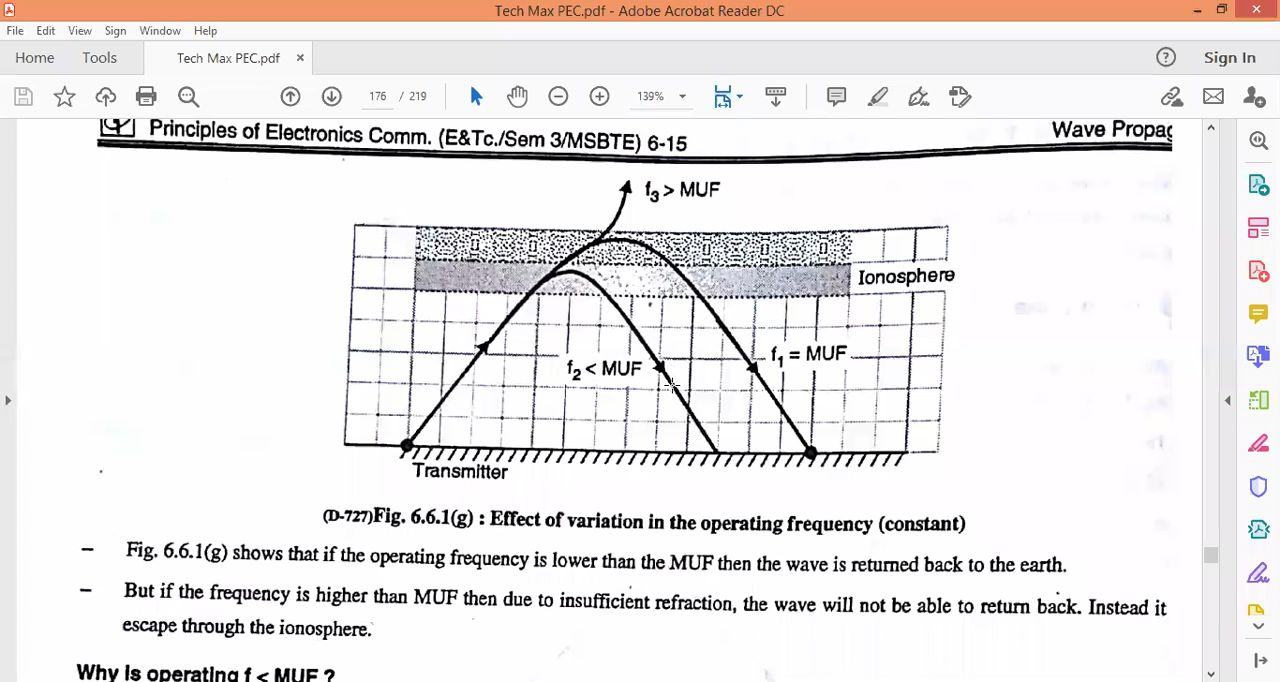 Tech Max PEC.pdf - Adobe Acrobat Reader DC
File Edit View Sign Window Help
Home Tools Tech Max PEC.pdf × Sign In
176 / 219 139%
Principles of Electronics Comm. (E&Tc./Sem 3/MSBTE) 6-15 Wave Propag
f3 > MUF
Ionosphere
f2 < MUF
f1 = MUF
Transmitter
(D-727)Fig. 6.6.1(g) : Effect of variation in the operating frequency (constant)
– Fig. 6.6.1(g) shows that if the operating frequency is lower than the MUF then the wave is returned back to the earth.
– But if the frequency is higher than MUF then due to insufficient refraction, the wave will not be able to return back. Instead it
escape through the ionosphere.
Why is operating f < MUF ?